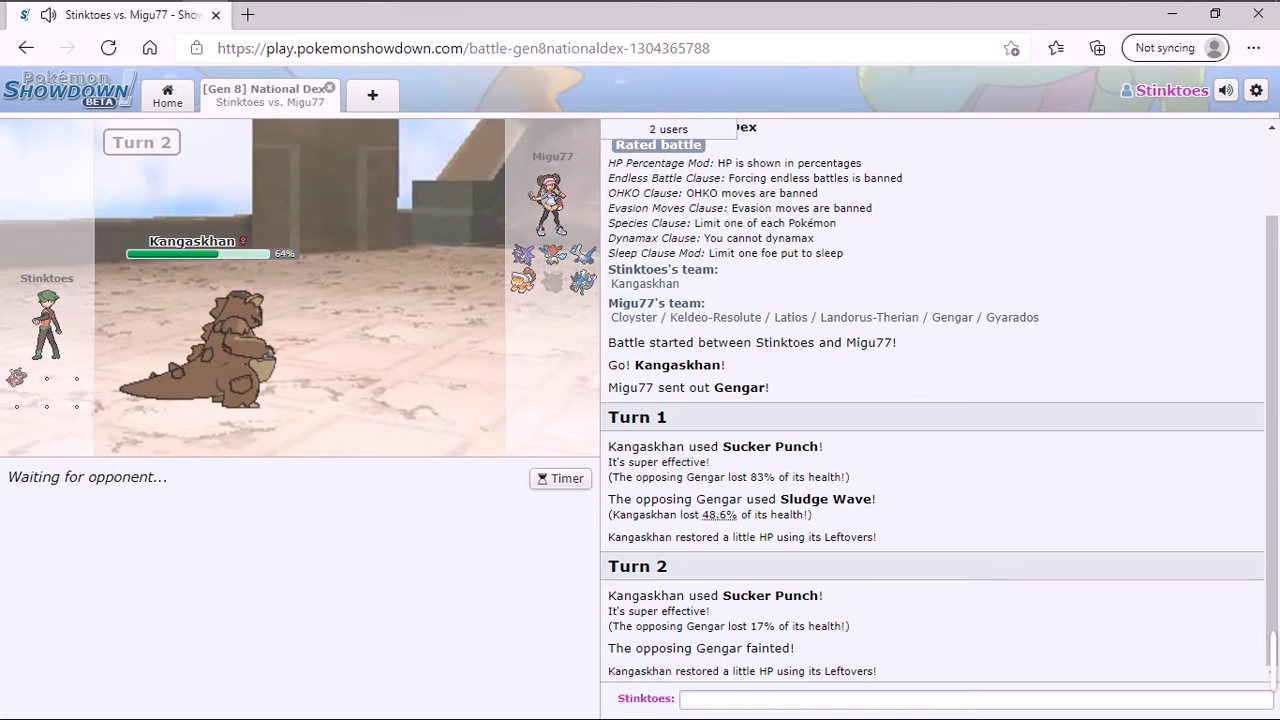 Stinktoes vs. Migu77 - Show
https://play.pokemonshowdown.com/battle-gen8nationaldex-1304365788
Not syncing
Pokémon
SHOWDOWN
BETA
Home
[Gen 8] National Dex
Stinktoes vs. Migu77
Stinktoes
Turn 2
Migu77
Kangaskhan
64%
Stinktoes
Waiting for opponent...
Timer
2 users
Rated battle
HP Percentage Mod: HP is shown in percentages
Endless Battle Clause: Forcing endless battles is banned
OHKO Clause: OHKO moves are banned
Evasion Moves Clause: Evasion moves are banned
Species Clause: Limit one of each Pokémon
Dynamax Clause: You cannot dynamax
Sleep Clause Mod: Limit one foe put to sleep
Stinktoes's team:
Kangaskhan
Migu77's team:
Cloyster / Keldeo-Resolute / Latios / Landorus-Therian / Gengar / Gyarados
Battle started between Stinktoes and Migu77!
Go! Kangaskhan!
Migu77 sent out Gengar!
Turn 1
Kangaskhan used Sucker Punch!
It's super effective!
(The opposing Gengar lost 83% of its health!)
The opposing Gengar used Sludge Wave!
(Kangaskhan lost 48.6% of its health!)
Kangaskhan restored a little HP using its Leftovers!
Turn 2
Kangaskhan used Sucker Punch!
It's super effective!
(The opposing Gengar lost 17% of its health!)
The opposing Gengar fainted!
Kangaskhan restored a little HP using its Leftovers!
Stinktoes: